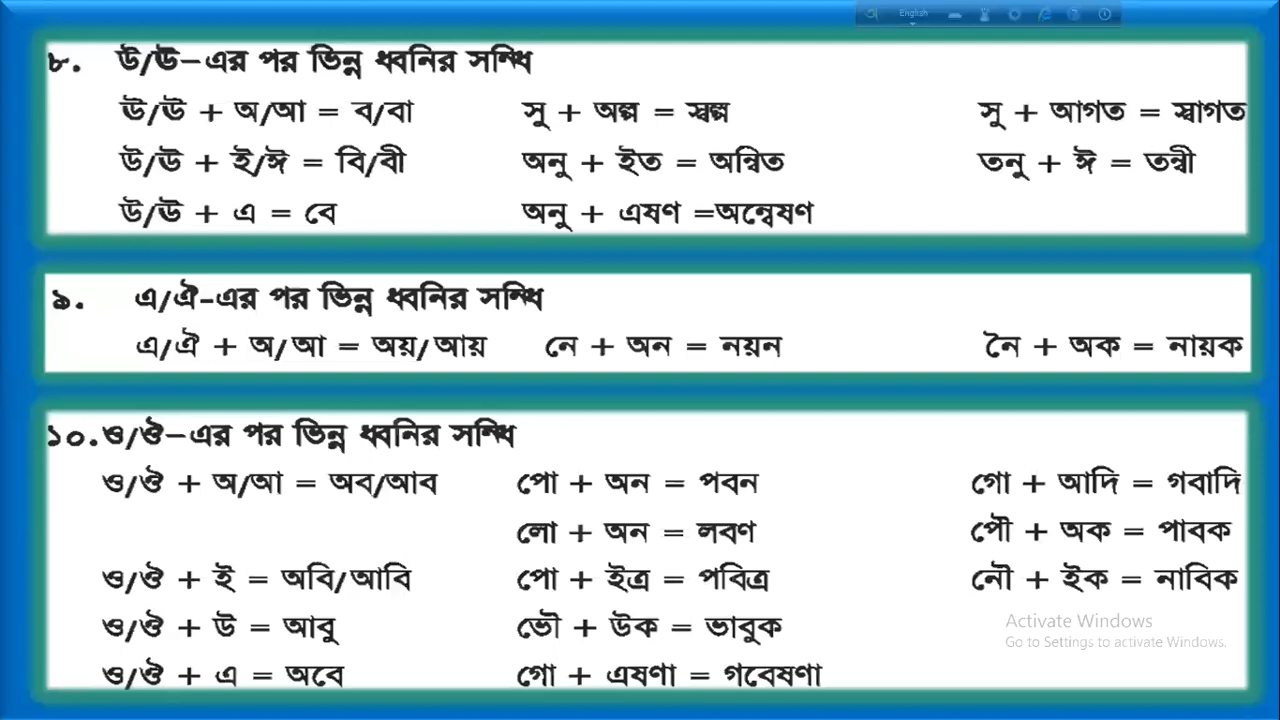 English
৮. উ/ঊ–এর পর ভিন্ন ধ্বনির সন্ধি
উ/ঊ + অ/আ = ব/বা সু + অল্প = স্বল্প সু + আগত = স্বাগত
উ/ঊ + ই/ঈ = বি/বী অনু + ইত = অন্বিত তনু + ঈ = তন্বী
উ/ঊ + এ = বে অনু + এষণ =অন্বেষণ
৯. এ/ঐ-এর পর ভিন্ন ধ্বনির সন্ধি
এ/ঐ + অ/আ = অয়/আয় নে + অন = নয়ন নৈ + অক = নায়ক
১০.ও/ঔ–এর পর ভিন্ন ধ্বনির সন্ধি
ও/ঔ + অ/আ = অব/আব পো + অন = পবন গো + আদি = গবাদি
লো + অন = লবণ পৌ + অক = পাবক
ও/ঔ + ই = অবি/আবি পো + ইত্র = পবিত্র নৌ + ইক = নাবিক
ও/ঔ + উ = আবু ভৌ + উক = ভাবুক
ও/ঔ + এ = অবে গো + এষণা = গবেষণা
Activate Windows
Go to Settings to activate Windows.